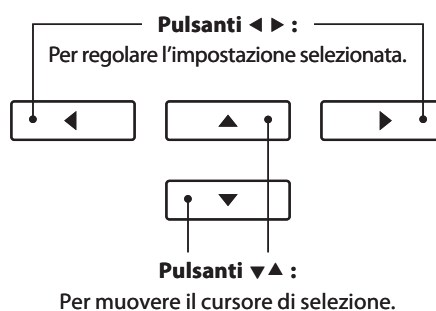 Pulsanti ◀ ▶ :
Per regolare l'impostazione selezionata.
Pulsanti ▼▲ :
Per muovere il cursore di selezione.